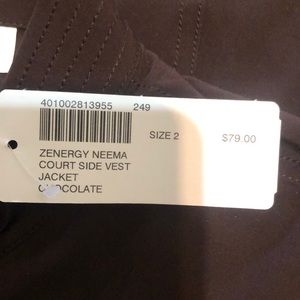 401002813955 249
SIZE 2 $79.00
ZENERGY NEEMA
COURT SIDE VEST
JACKET
CHOCOLATE